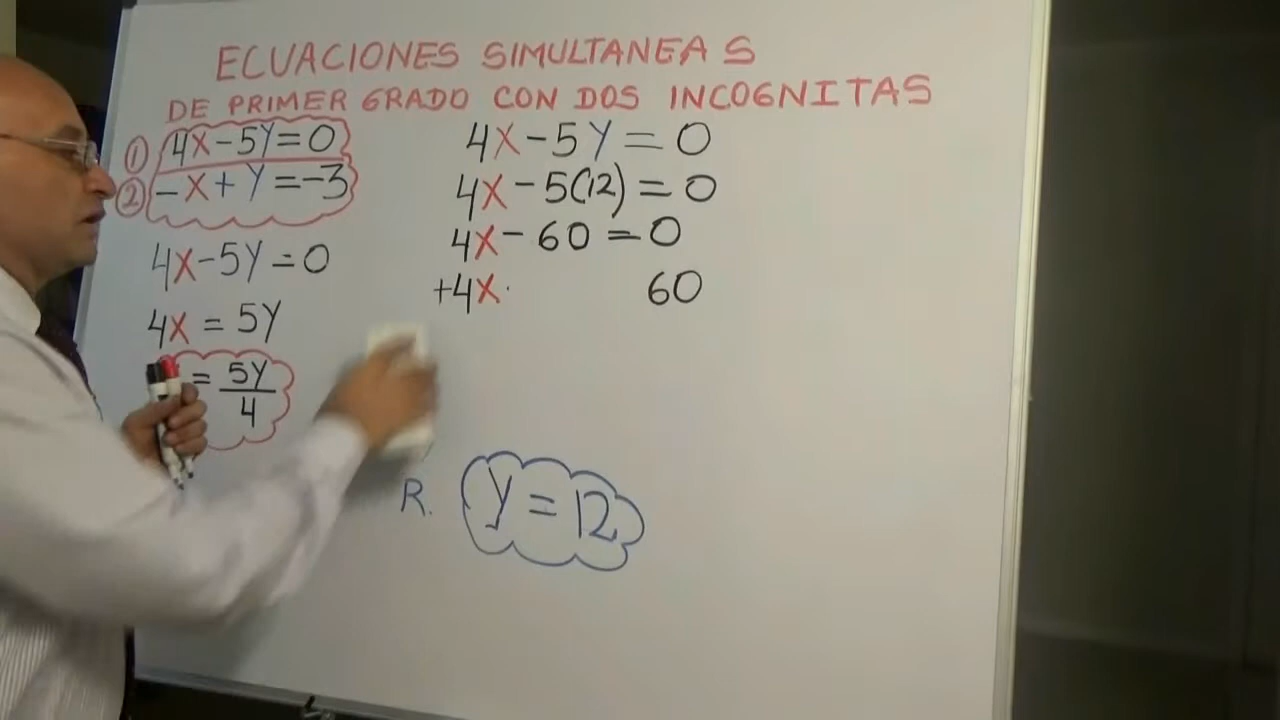 ECUACIONES SIMULTANEAS
DE PRIMER GRADO CON DOS INCOGNITAS
① 4X-5Y=0
② -X+Y=-3
4X-5Y=0
4X=5Y
= 5Y/4
4X-5Y=0
4X-5(12)=0
4X-60=0
+4X 60
R. Y=12